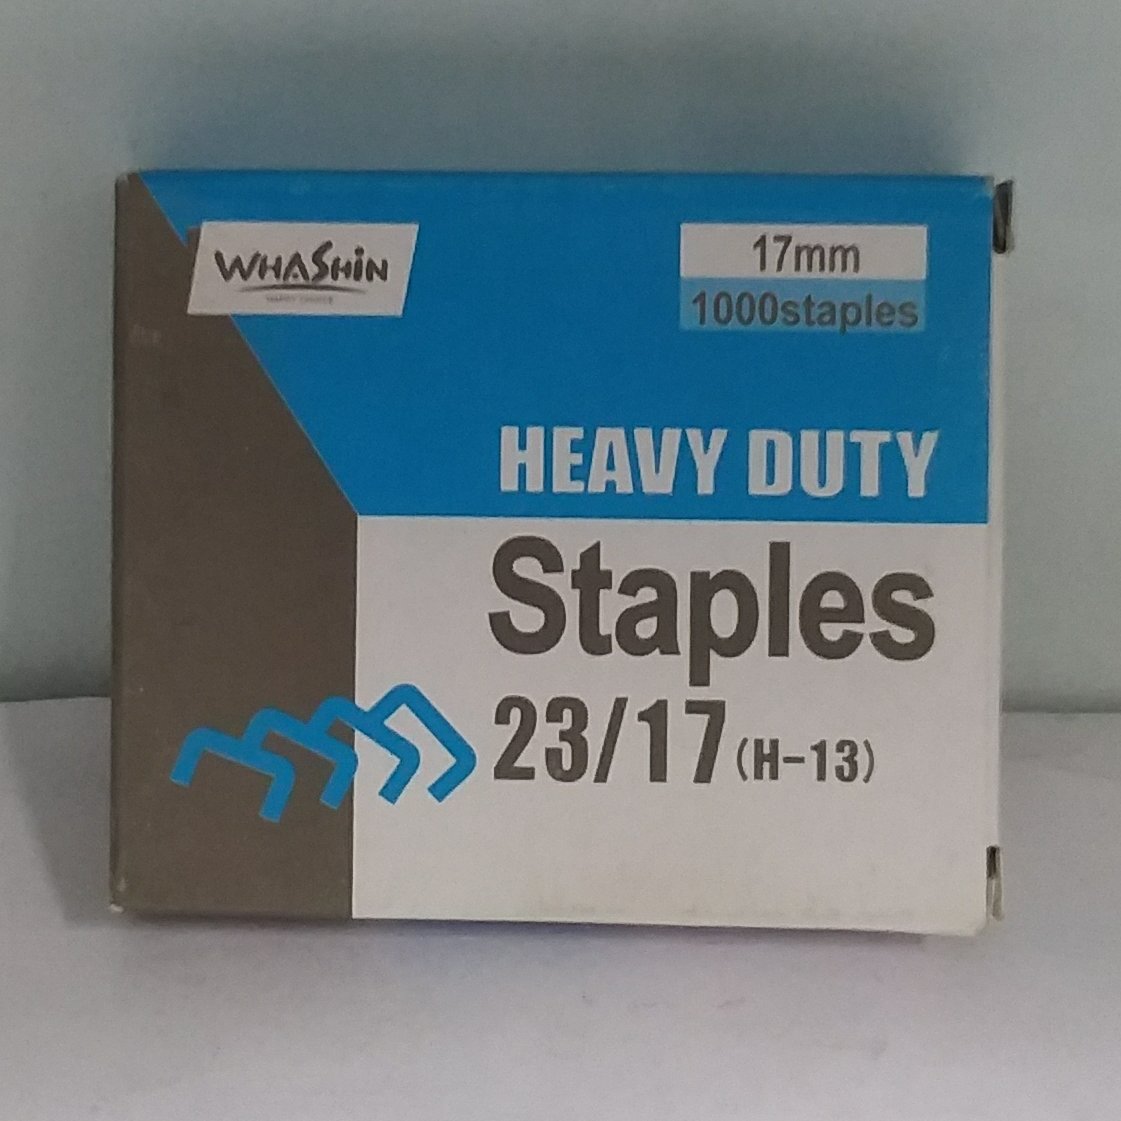 WHASHIN
17mm
1000staples
HEAVY DUTY
Staples
23/17 (H-13)